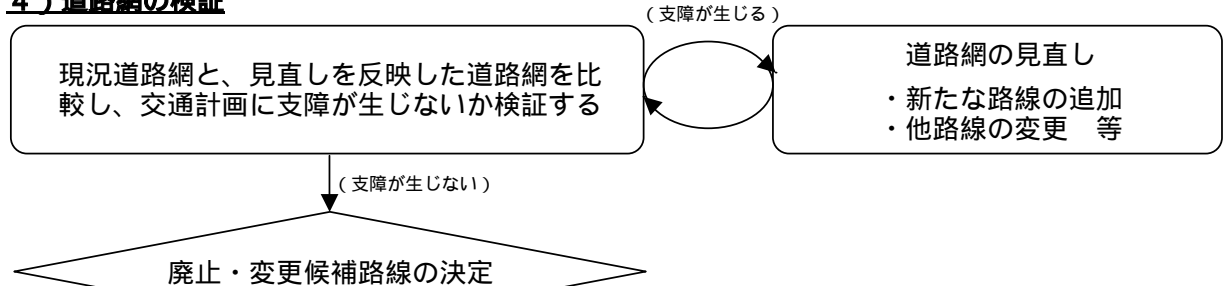 ４）道路網の検証
（支障が生じる）
現況道路網と、見直しを反映した道路網を比
較し、交通計画に支障が生じないか検証する
道路網の見直し
・新たな路線の追加
・他路線の変更　等
（支障が生じない）
廃止・変更候補路線の決定